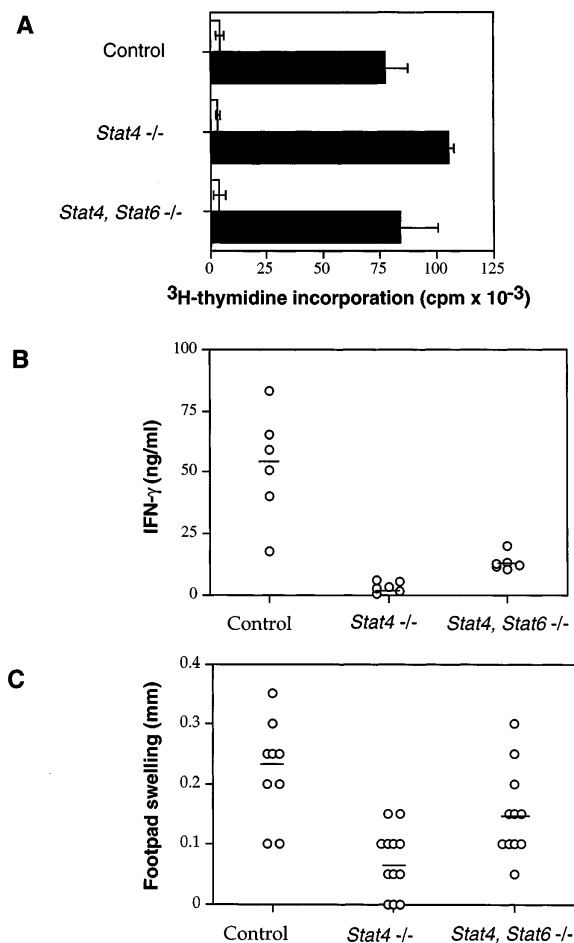 A
Control
Stat4 -/-
Stat4, Stat6 -/-
0 25 50 75 100 125
³H-thymidine incorporation (cpm x 10⁻³)
B
100
75
50
25
0
IFN-γ (ng/ml)
Control Stat4 -/- Stat4, Stat6 -/-
C
0.4
0.3
0.2
0.1
0
Footpad swelling (mm)
Control Stat4 -/- Stat4, Stat6 -/-